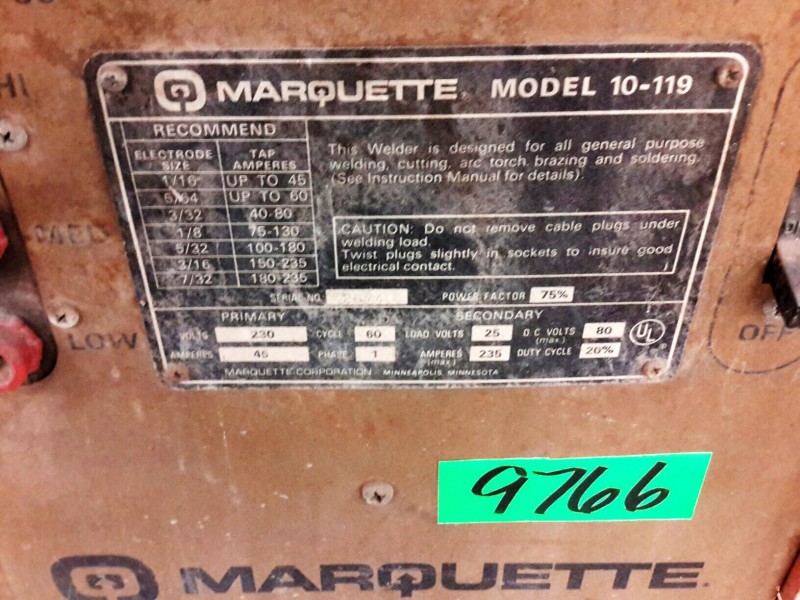 HI
MARQUETTE MODEL 10-119
RECOMMEND
ELECTRODE SIZE TAP AMPERES
1/16 UP TO 45
5/64 UP TO 60
3/32 40-80
1/8 75-130
5/32 100-180
3/16 150-235
7/32 180-235
This Welder is designed for all general purpose
welding, cutting, arc torch brazing and soldering.
(See Instruction Manual for details).
CAUTION: Do not remove cable plugs under
welding load.
Twist plugs slightly in sockets to insure good
electrical contact.
SERIAL NO. POWER FACTOR 75%
PRIMARY SECONDARY
VOLTS 230 CYCLE 60 LOAD VOLTS 25 O C VOLTS (max.) 80
AMPERES 45 PHASE 1 AMPERES (max.) 235 DUTY CYCLE 20%
UL
MARQUETTE CORPORATION MINNEAPOLIS, MINNESOTA
MED
LOW
OFF
9766
MARQUETTE.